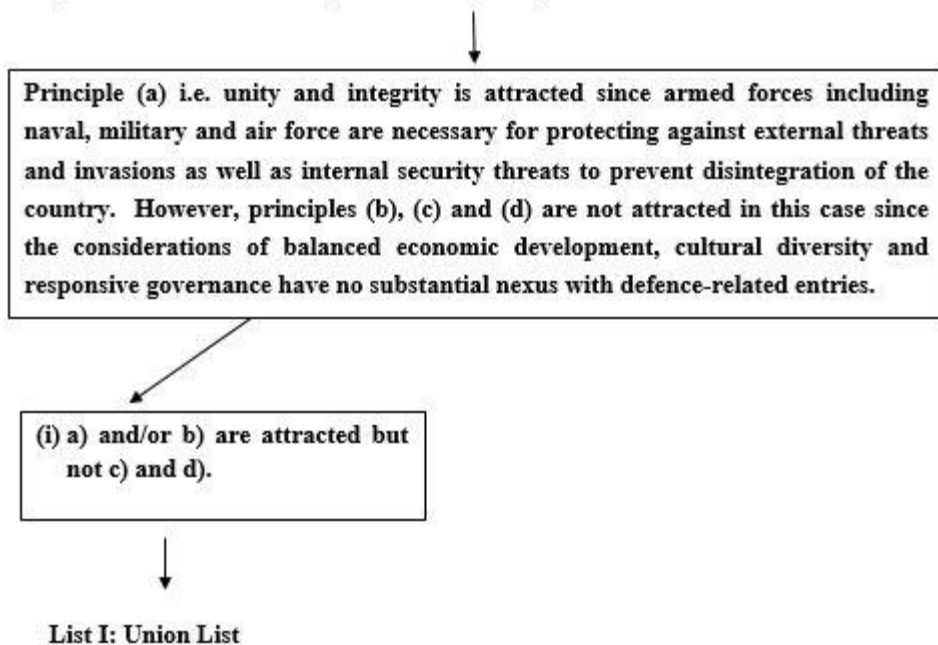 Principle (a) i.e. unity and integrity is attracted since armed forces including
naval, military and air force are necessary for protecting against external threats
and invasions as well as internal security threats to prevent disintegration of the
country. However, principles (b), (c) and (d) are not attracted in this case since
the considerations of balanced economic development, cultural diversity and
responsive governance have no substantial nexus with defence-related entries.
(i) a) and/or b) are attracted but
not c) and d).
List I: Union List